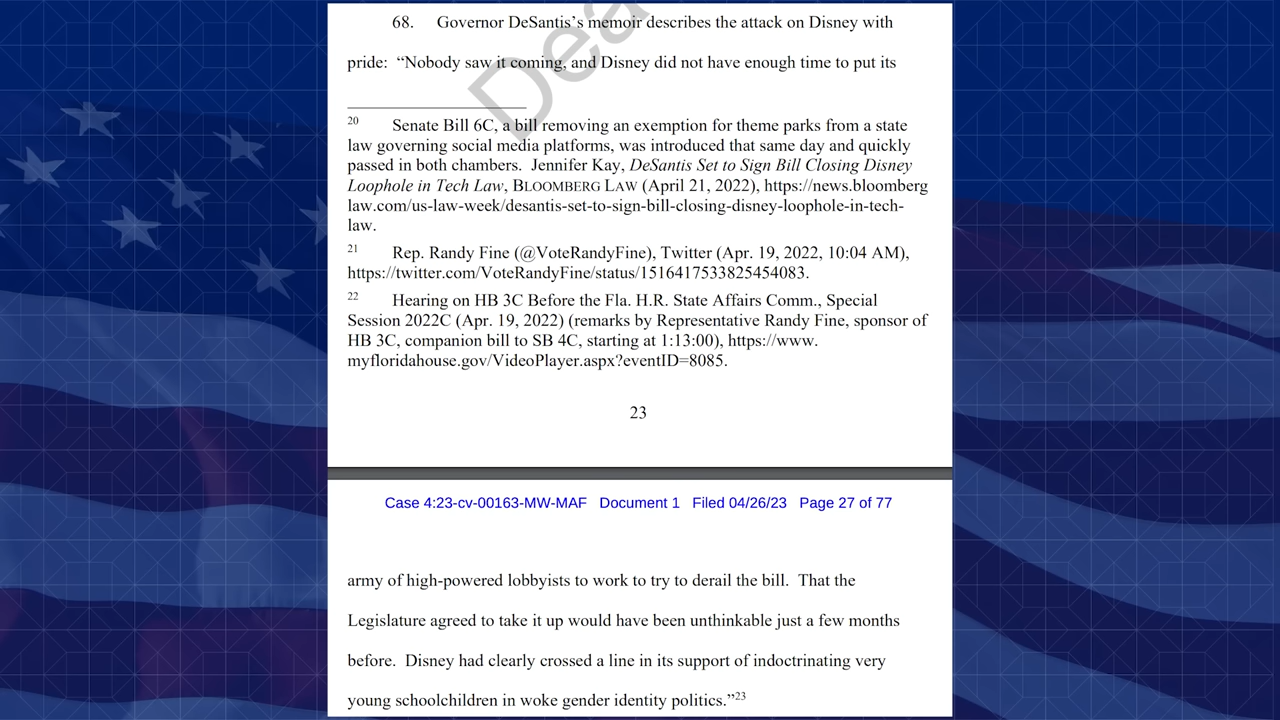 68. Governor DeSantis’s memoir describes the attack on Disney with
pride: “Nobody saw it coming, and Disney did not have enough time to put its
20 Senate Bill 6C, a bill removing an exemption for theme parks from a state
law governing social media platforms, was introduced that same day and quickly
passed in both chambers. Jennifer Kay, DeSantis Set to Sign Bill Closing Disney
Loophole in Tech Law, BLOOMBERG LAW (April 21, 2022), https://news.bloomberg
law.com/us-law-week/desantis-set-to-sign-bill-closing-disney-loophole-in-tech-
law.
21 Rep. Randy Fine (@VoteRandyFine), Twitter (Apr. 19, 2022, 10:04 AM),
https://twitter.com/VoteRandyFine/status/1516417533825454083.
22 Hearing on HB 3C Before the Fla. H.R. State Affairs Comm., Special
Session 2022C (Apr. 19, 2022) (remarks by Representative Randy Fine, sponsor of
HB 3C, companion bill to SB 4C, starting at 1:13:00), https://www.
myfloridahouse.gov/VideoPlayer.aspx?eventID=8085.
23
Case 4:23-cv-00163-MW-MAF Document 1 Filed 04/26/23 Page 27 of 77
army of high-powered lobbyists to work to try to derail the bill. That the
Legislature agreed to take it up would have been unthinkable just a few months
before. Disney had clearly crossed a line in its support of indoctrinating very
young schoolchildren in woke gender identity politics.”23